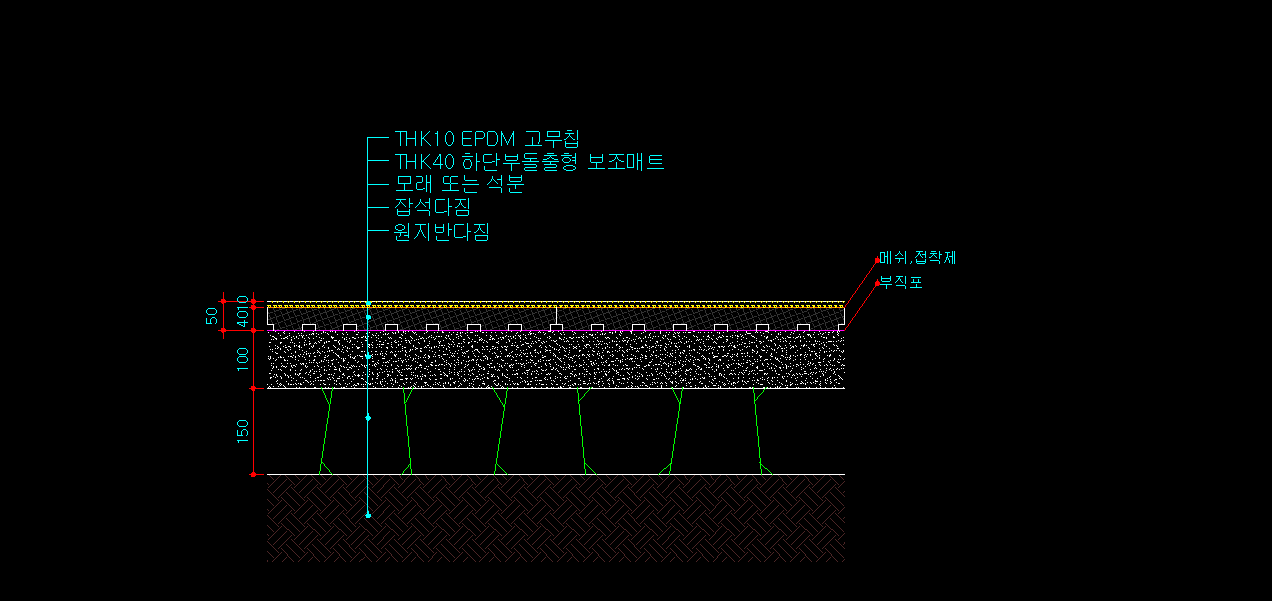 THK10 EPDM 고무칩
THK40 하단부돌출형 보조매트
모래 또는 석분
잡석다짐
원지반다짐
메쉬,접착제
부직포
10
50
40
100
150